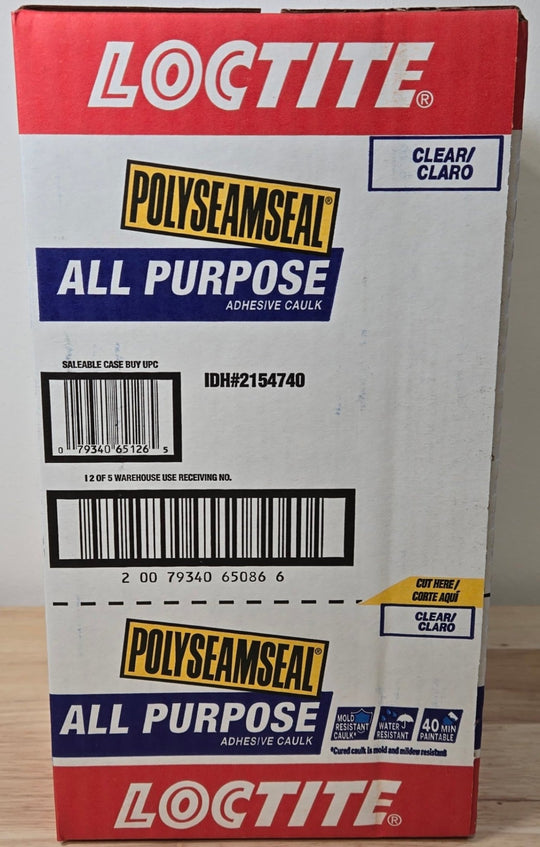 LOCTITE®
CLEAR/
CLARO
POLYSEAMSEAL®
ALL PURPOSE
ADHESIVE CAULK
SALEABLE CASE BUY UPC
IDH#2154740
0 79340 65126 5
I 2 OF 5 WAREHOUSE USE RECEIVING NO.
2 00 79340 65086 6
CUT HERE/
CORTE AQUÍ
CLEAR/
CLARO
POLYSEAMSEAL®
ALL PURPOSE
ADHESIVE CAULK
MOLD
RESISTANT
CAULK*
WATER
RESISTANT
40 MIN
PAINTABLE
*Cured caulk is mold and mildew resistant
LOCTITE®